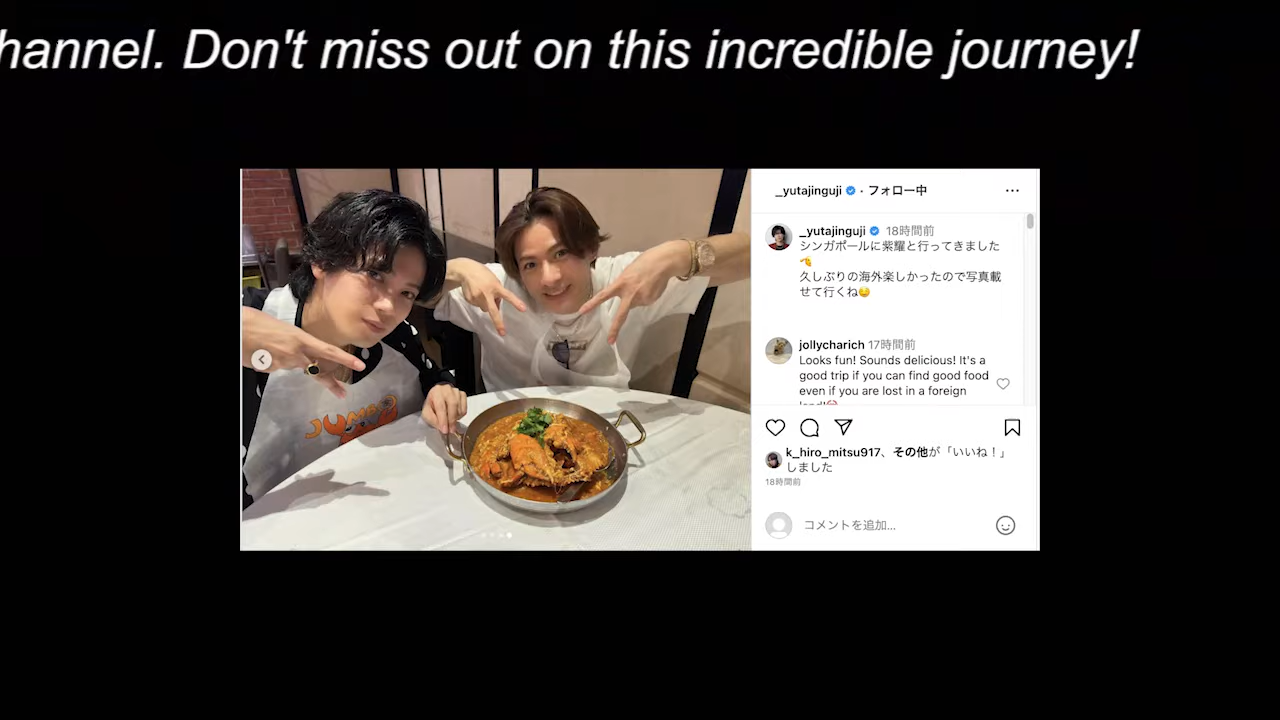 hannel. Don't miss out on this incredible journey!
_yutajinguji • フォロー中
_yutajinguji 18時間前
シンガポールに紫耀と行ってきました
🫡
久しぶりの海外楽しかったので写真載
せて行くね😊
jollycharich 17時間前
Looks fun! Sounds delicious! It's a
good trip if you can find good food
even if you are lost in a foreign
land!
k_hiro_mitsu917、その他が「いいね！」
しました
18時間前
コメントを追加...
JUMBO